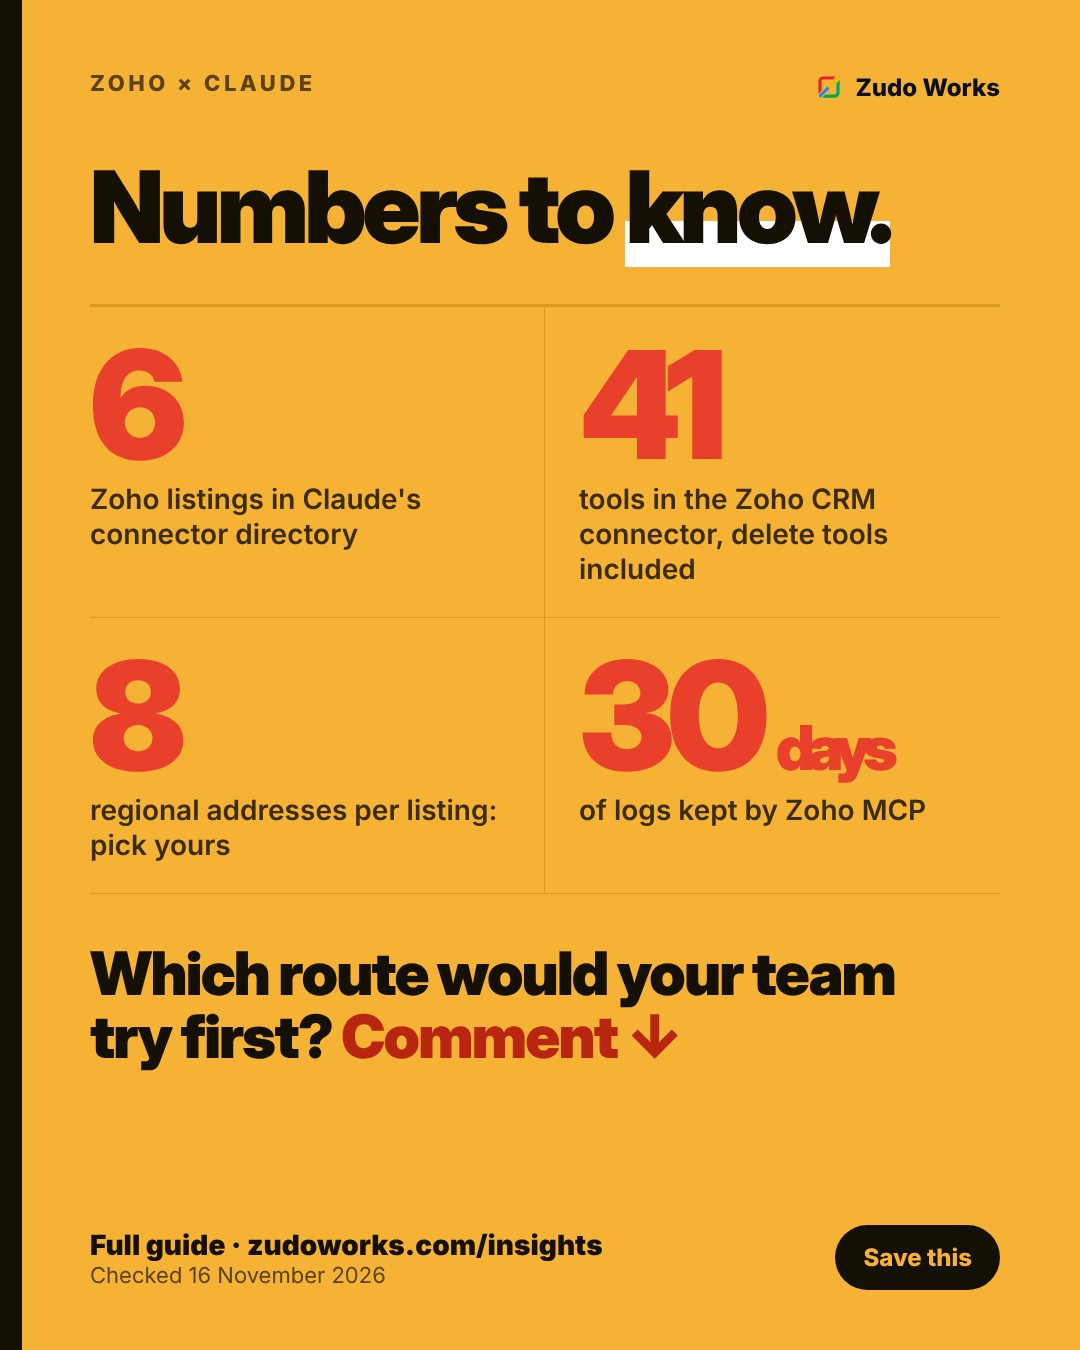 ZOHO × CLAUDE
Zudo Works
Numbers to know.
6
Zoho listings in Claude's
connector directory
41
tools in the Zoho CRM
connector, delete tools
included
8
regional addresses per listing:
pick yours
30 days
of logs kept by Zoho MCP
Which route would your team
try first? Comment ↓
Full guide · zudoworks.com/insights
Checked 16 November 2026
Save this